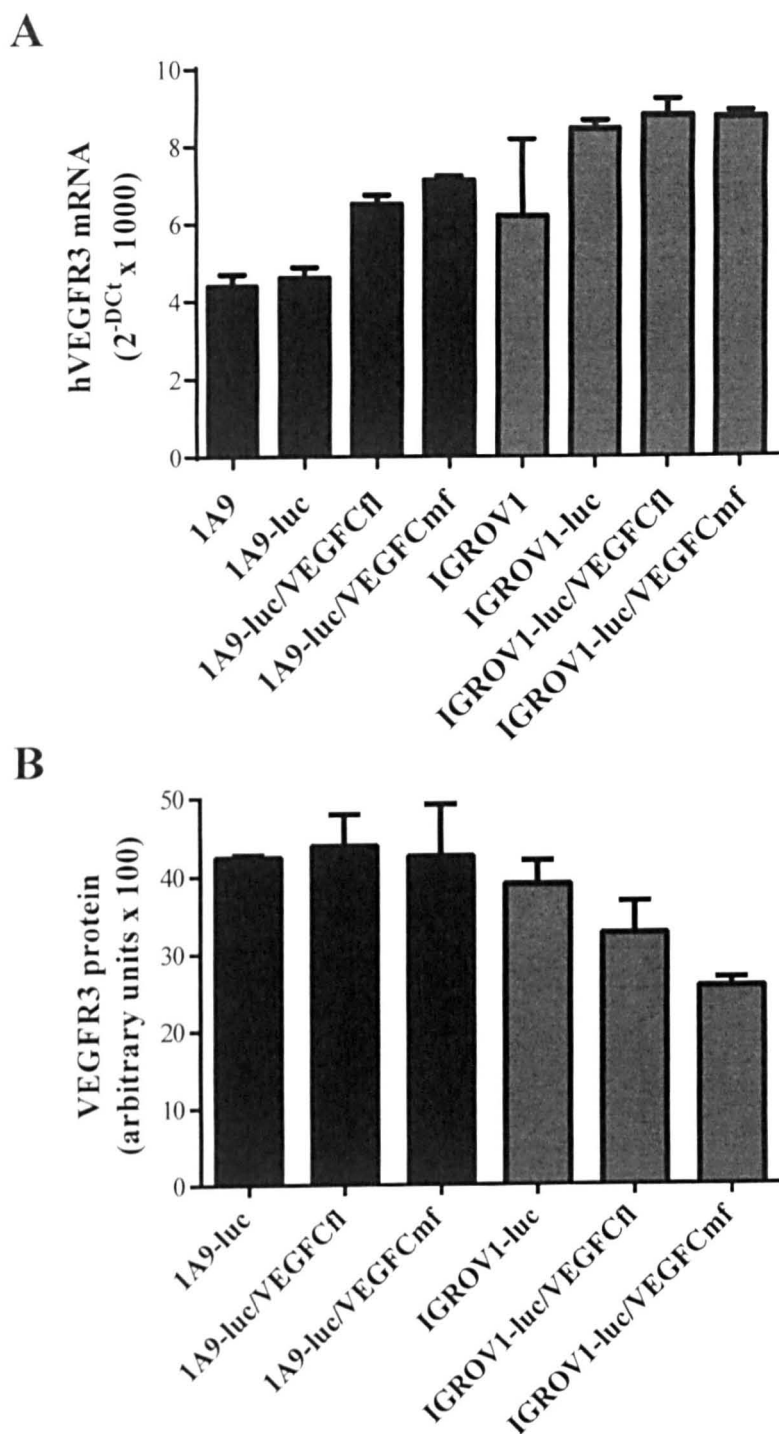 A
hVEGFR3 mRNA
(2-DCt x 1000)
10
8
6
4
2
0
1A9
1A9-luc
1A9-luc/VEGFCfl
1A9-luc/VEGFCmf
IGROV1
IGROV1-luc
IGROV1-luc/VEGFCfl
IGROV1-luc/VEGFCmf
B
VEGFR3 protein
(arbitrary units x 100)
50
40
30
20
10
0
1A9-luc
1A9-luc/VEGFCfl
1A9-luc/VEGFCmf
IGROV1-luc
IGROV1-luc/VEGFCfl
IGROV1-luc/VEGFCmf